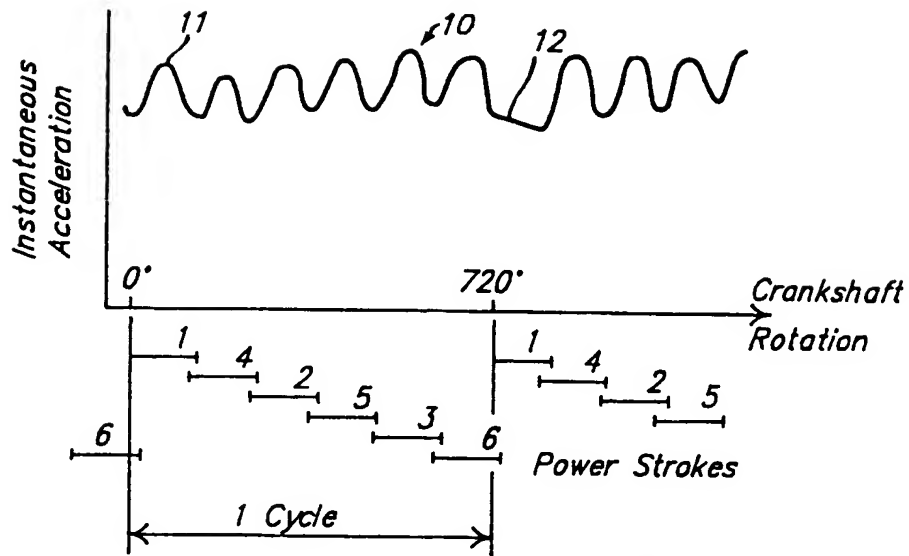 11
10
12
Instantaneous
Acceleration
0°
720°
Crankshaft
Rotation
1
4
2
5
3
6
6
1
4
2
5
Power Strokes
1 Cycle